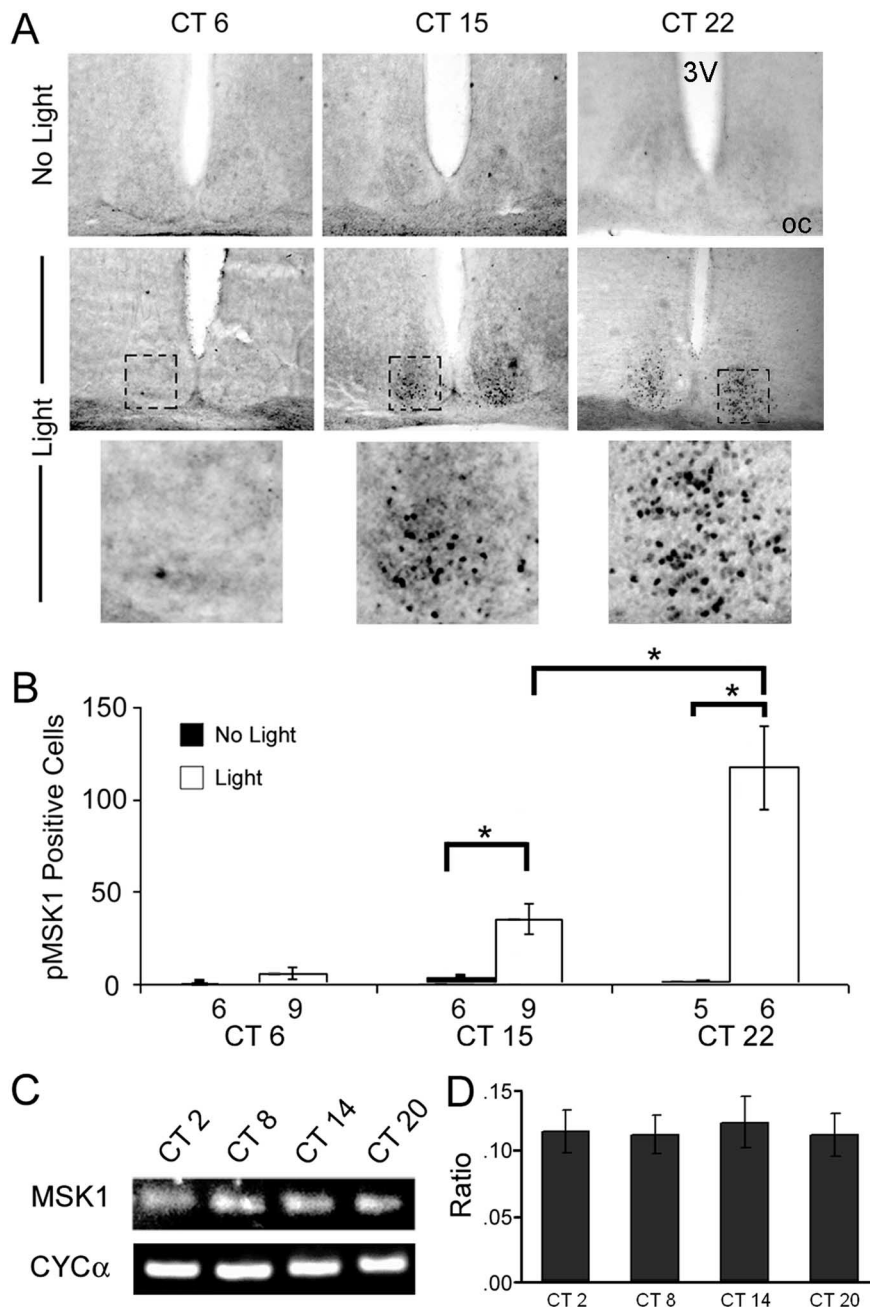 A
CT 6 CT 15 CT 22
No Light
3V
oc
Light
B
pMSK1 Positive Cells
150
100
50
0
No Light
Light
*
*
*
6 9 6 9 5 6
CT 6 CT 15 CT 22
C
CT 2 CT 8 CT 14 CT 20
MSK1
CYCα
D
Ratio
.15
.10
.05
.00
CT 2 CT 8 CT 14 CT 20